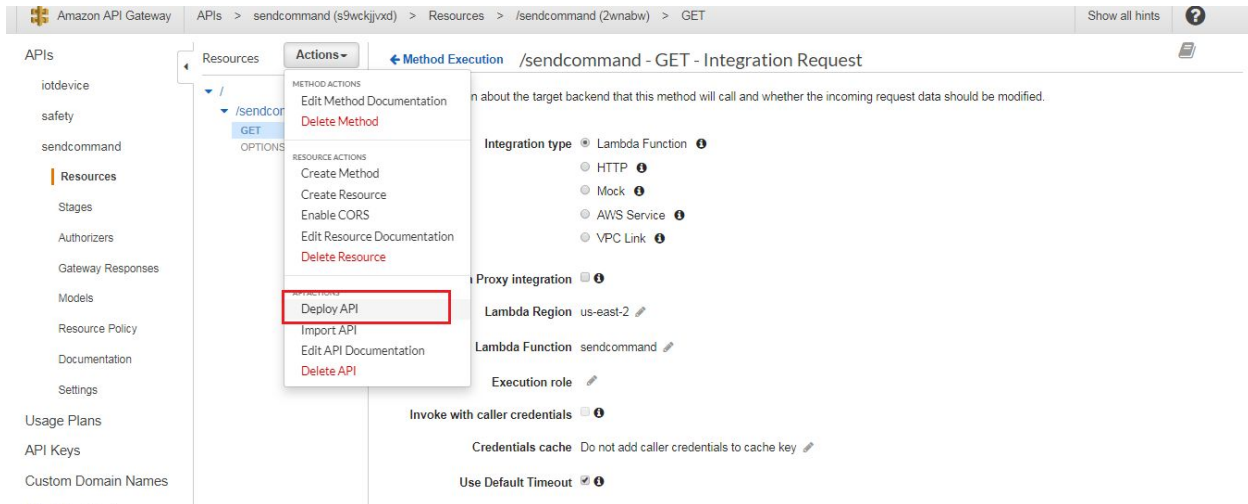 Amazon API Gateway APIs > sendcommand (s9wckjjvxd) > Resources > /sendcommand (2wnabw) > GET Show all hints ?
APIs
iotdevice
safety
sendcommand
Resources
Stages
Authorizers
Gateway Responses
Models
Resource Policy
Documentation
Settings
Usage Plans
API Keys
Custom Domain Names
Resources Actions
/
/sendcor
GET
OPTIONS
METHOD ACTIONS
Edit Method Documentation
Delete Method
RESOURCE ACTIONS
Create Method
Create Resource
Enable CORS
Edit Resource Documentation
Delete Resource
API ACTIONS
Deploy API
Import API
Edit API Documentation
Delete API
Method Execution /sendcommand - GET - Integration Request
n about the target backend that this method will call and whether the incoming request data should be modified.
Integration type Lambda Function
HTTP
Mock
AWS Service
VPC Link
Proxy integration
Lambda Region us-east-2
Lambda Function sendcommand
Execution role
Invoke with caller credentials
Credentials cache Do not add caller credentials to cache key
Use Default Timeout